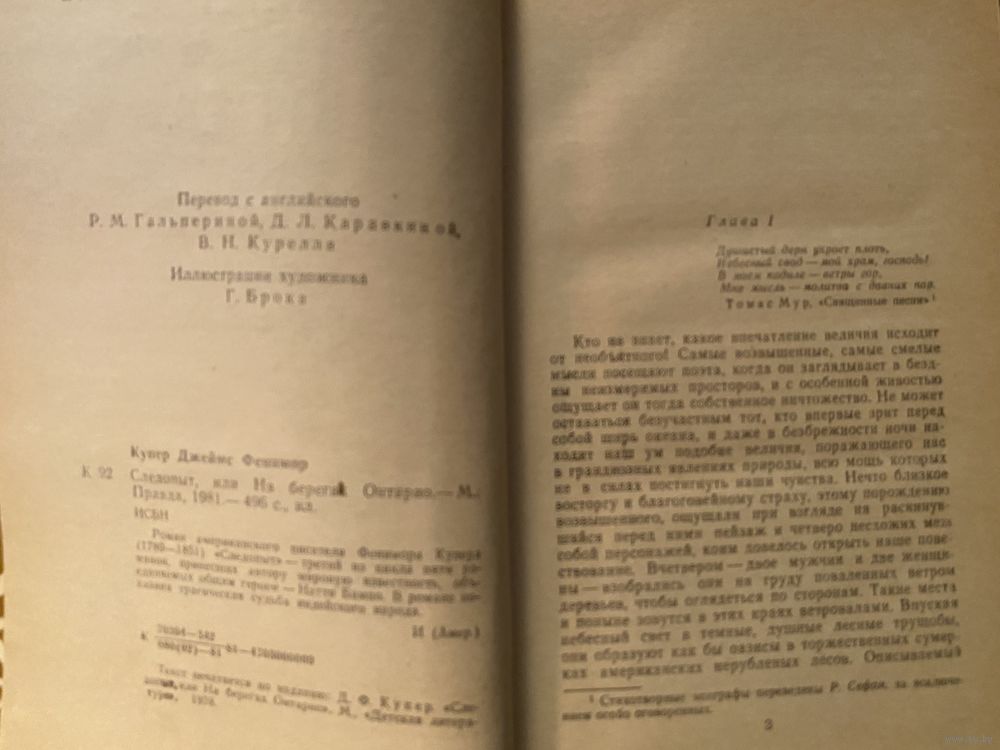 Перевод с английского
Р. М. Гальпериной, Д. Л. Каравкиной,
В. Н. Курелла
Иллюстрации художника
Г. Брока
Купер Джеймс Фенимор
К 92 Следопыт, или На берегах Онтарио.— М.:
Правда, 1981.— 496 с., ил.
ИСБН
Роман американского писателя Фенимора Купера
(1789—1851) «Следопыт» — третий из цикла пяти ро-
манов, принесших автору мировую известность, объ-
единяемых общим героем — Натти Бампо. В романе по-
казана трагическая судьба индейского народа.
И (Амер.)
К
Текст печатается по изданию: Д. Ф. Купер. «Сле-
допыт, или На берегах Онтарио», М., «Детская литера-
тура»,
Глава I
Душистый дерн укроет плоть,
Небесный свод — мой храм, господь!
В моем кадиле — ветры гор,
Мне мысль — молитва с давних пор.
Томас Мур, «Священные песни» ¹
Кто не знает, какое впечатление величия исходит
от необъятного! Самые возвышенные, самые смелые
мысли посещают поэта, когда он заглядывает в безд-
ны неизмеримых просторов, и с особенной живостью
ощущает он тогда собственное ничтожество. Не может
оставаться безучастным тот, кто впервые зрит перед
собой ширь океана, и даже в безбрежности ночи на-
ходит наш ум подобие величия, поражающего нас
в грандиозных явлениях природы, всю мощь которых
не в силах постигнуть наши чувства. Нечто близкое
восторгу и благоговейному страху, этому порождению
возвышенного, ощущали при взгляде на раскинув-
шийся перед ними пейзаж и четверо несхожих меж
собой персонажей, коим довелось открыть наше пове-
ствование. Вчетвером — двое мужчин и две женщи-
ны — взобрались они на груду поваленных ветром
деревьев, чтобы оглядеться по сторонам. Такие места
и поныне зовутся в этих краях ветровалами. Впуская
небесный свет в темные, душные лесные трущобы,
они образуют как бы оазисы в торжественных сумер-
ках американских нерубленых лесов. Описываемый
¹ Стихотворные эпиграфы переведены Р. Сефом, за исключе-
нием особо оговоренных.
3